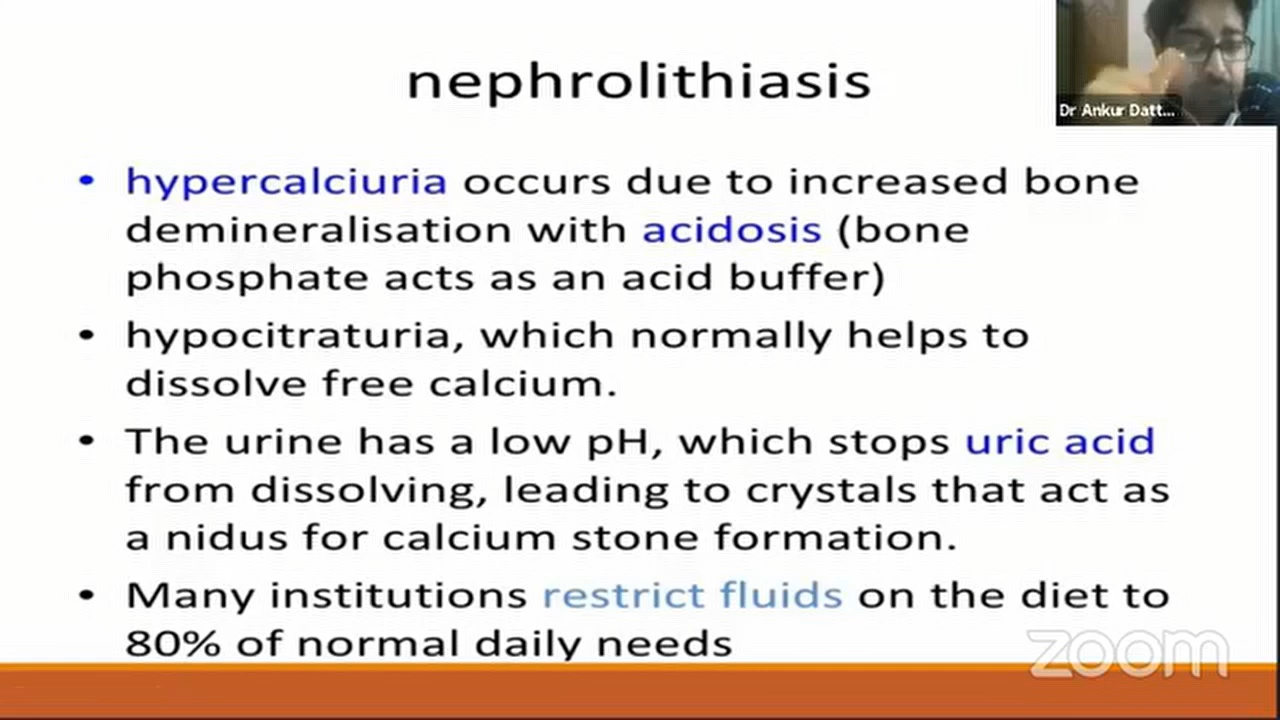 nephrolithiasis
Dr Ankur Datt...
• hypercalciuria occurs due to increased bone
demineralisation with acidosis (bone
phosphate acts as an acid buffer)
• hypocitraturia, which normally helps to
dissolve free calcium.
• The urine has a low pH, which stops uric acid
from dissolving, leading to crystals that act as
a nidus for calcium stone formation.
• Many institutions restrict fluids on the diet to
80% of normal daily needs
zoom